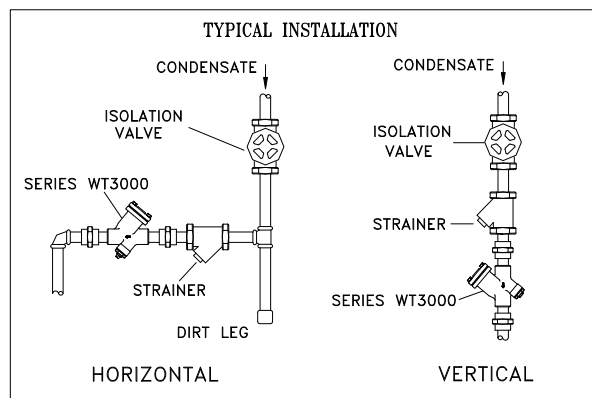 TYPICAL INSTALLATION
CONDENSATE
ISOLATION
VALVE
SERIES WT3000
STRAINER
DIRT LEG
HORIZONTAL
CONDENSATE
ISOLATION
VALVE
STRAINER
SERIES WT3000
VERTICAL